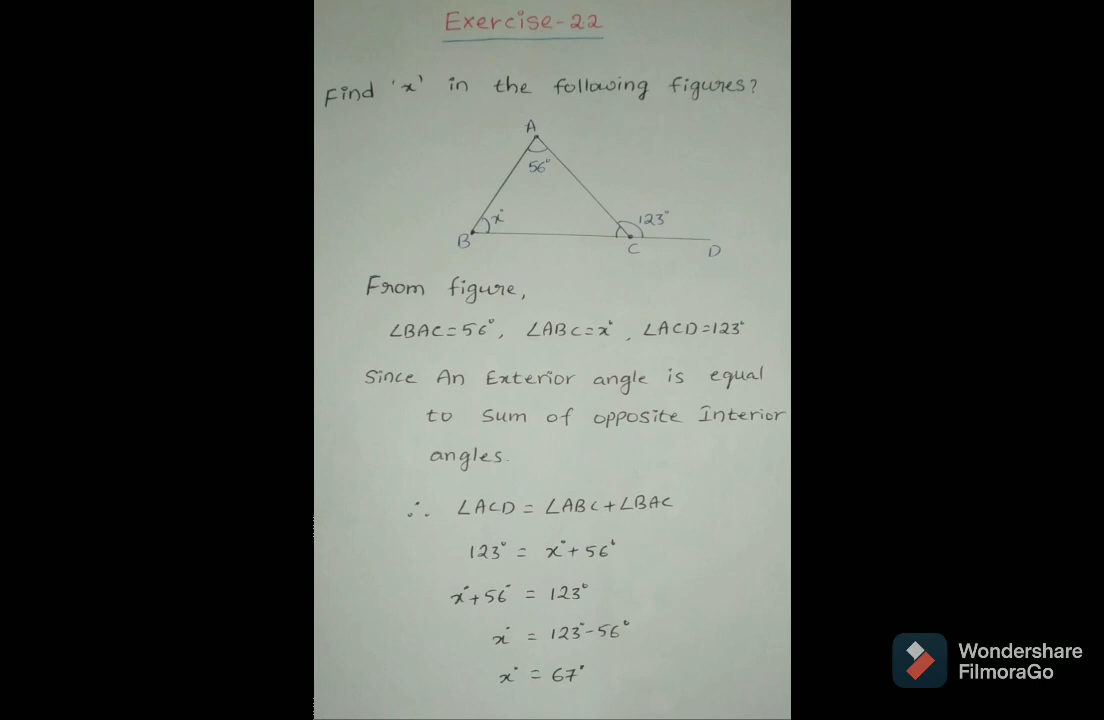 Exercise-22
Find 'x' in the following figures?
A
56°
x°
123°
B
C
D
From figure,
∠BAC=56°, ∠ABC=x°, ∠ACD=123°
Since An Exterior angle is equal
to sum of opposite Interior
angles.
∴ ∠ACD = ∠ABC+∠BAC
123° = x°+56°
x°+56° = 123°
x° = 123°-56°
x° = 67°
Wondershare
FilmoraGo